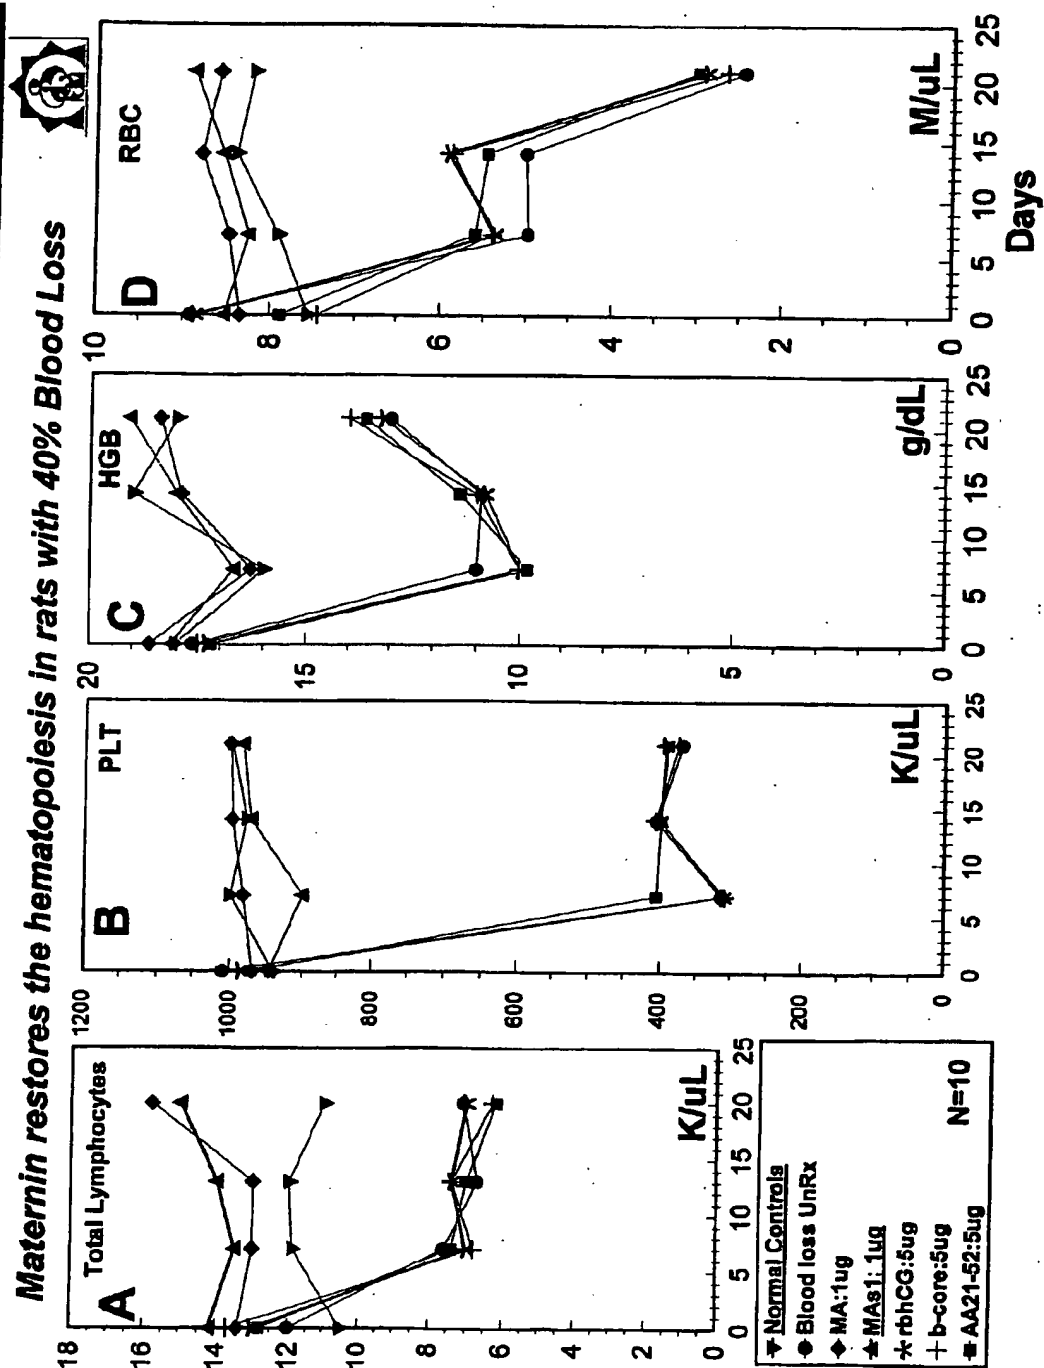 Maternin restores the hematopoiesis in rats with 40% Blood Loss
A
Total Lymphocytes
18
16
14
12
10
8
6
4
2
0
K/uL
0 5 10 15 20 25
B
PLT
1200
1000
800
600
400
200
0
K/uL
0 5 10 15 20 25
C
HGB
20
15
10
5
0
g/dL
0 5 10 15 20 25
D
RBC
10
8
6
4
2
0
M/uL
0 5 10 15 20 25
Days
Normal Controls
Blood loss UnRx
MA:1ug
MAs1: 1ug
rbhCG:5ug
b-core:5ug
AA21-52:5ug
N=10